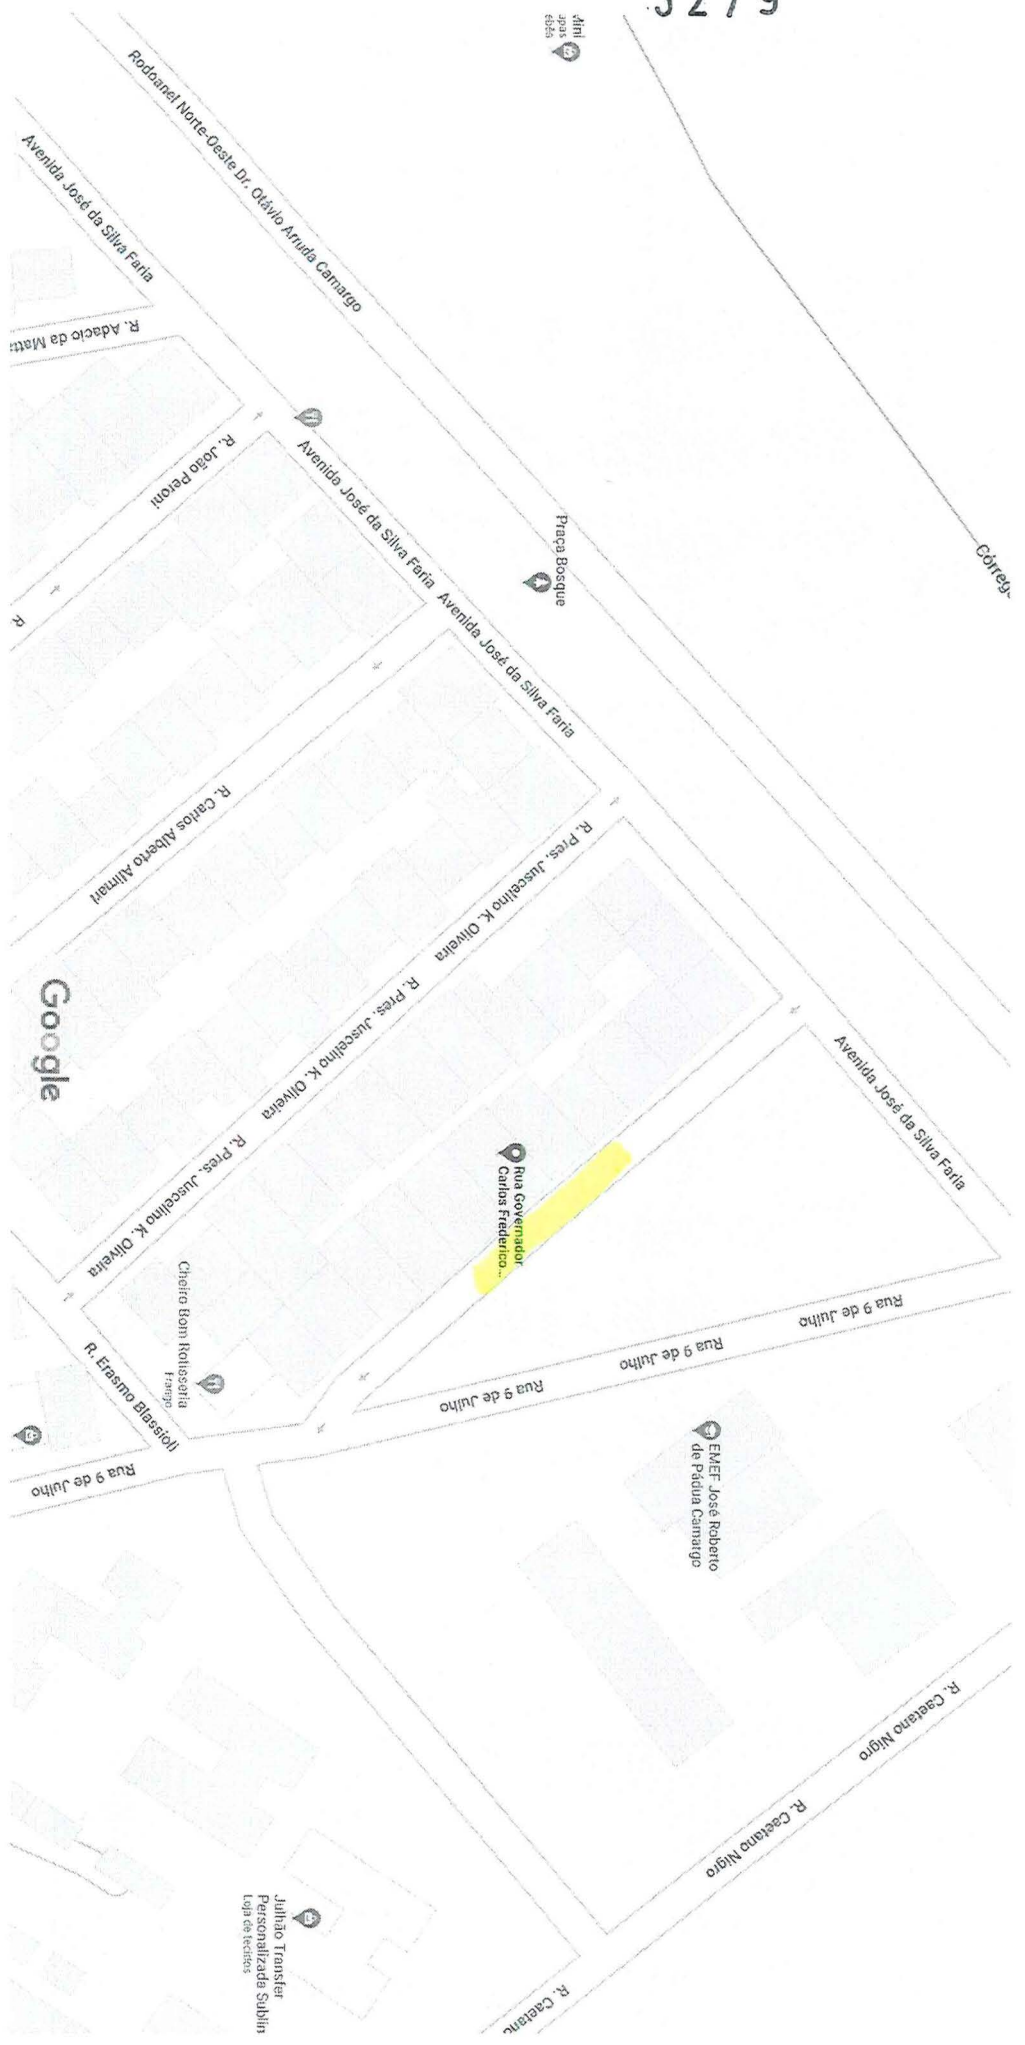 5279
Rodoanel Norte-Oeste Dr. Otávio Arruda Camargo
Avenida José da Silva Faria
R. Adacio da Matta
R. João Peroni
Avenida José da Silva Faria
Avenida José da Silva Faria
Praça Bosque
Córrego
R
R. Carlos Alberto Alimari
R. Pres. Juscelino K. Oliveira
R. Pres. Juscelino K. Oliveira
R. Pres. Juscelino K. Oliveira
Avenida José da Silva Faria
Google
Rua Governador
Carlos Frederico...
Rua 9 de Julho
Rua 9 de Julho
Rua 9 de Julho
Rua 9 de Julho
Cheiro Bom Rotisseria
Frango
R. Erasmo Blassioli
EMEF José Roberto
de Pádua Camargo
R. Caetano Nigro
R. Caetano Nigro
R. Caetano
Julhão Transfer
Personalizada Sublin
Loja de tecidos